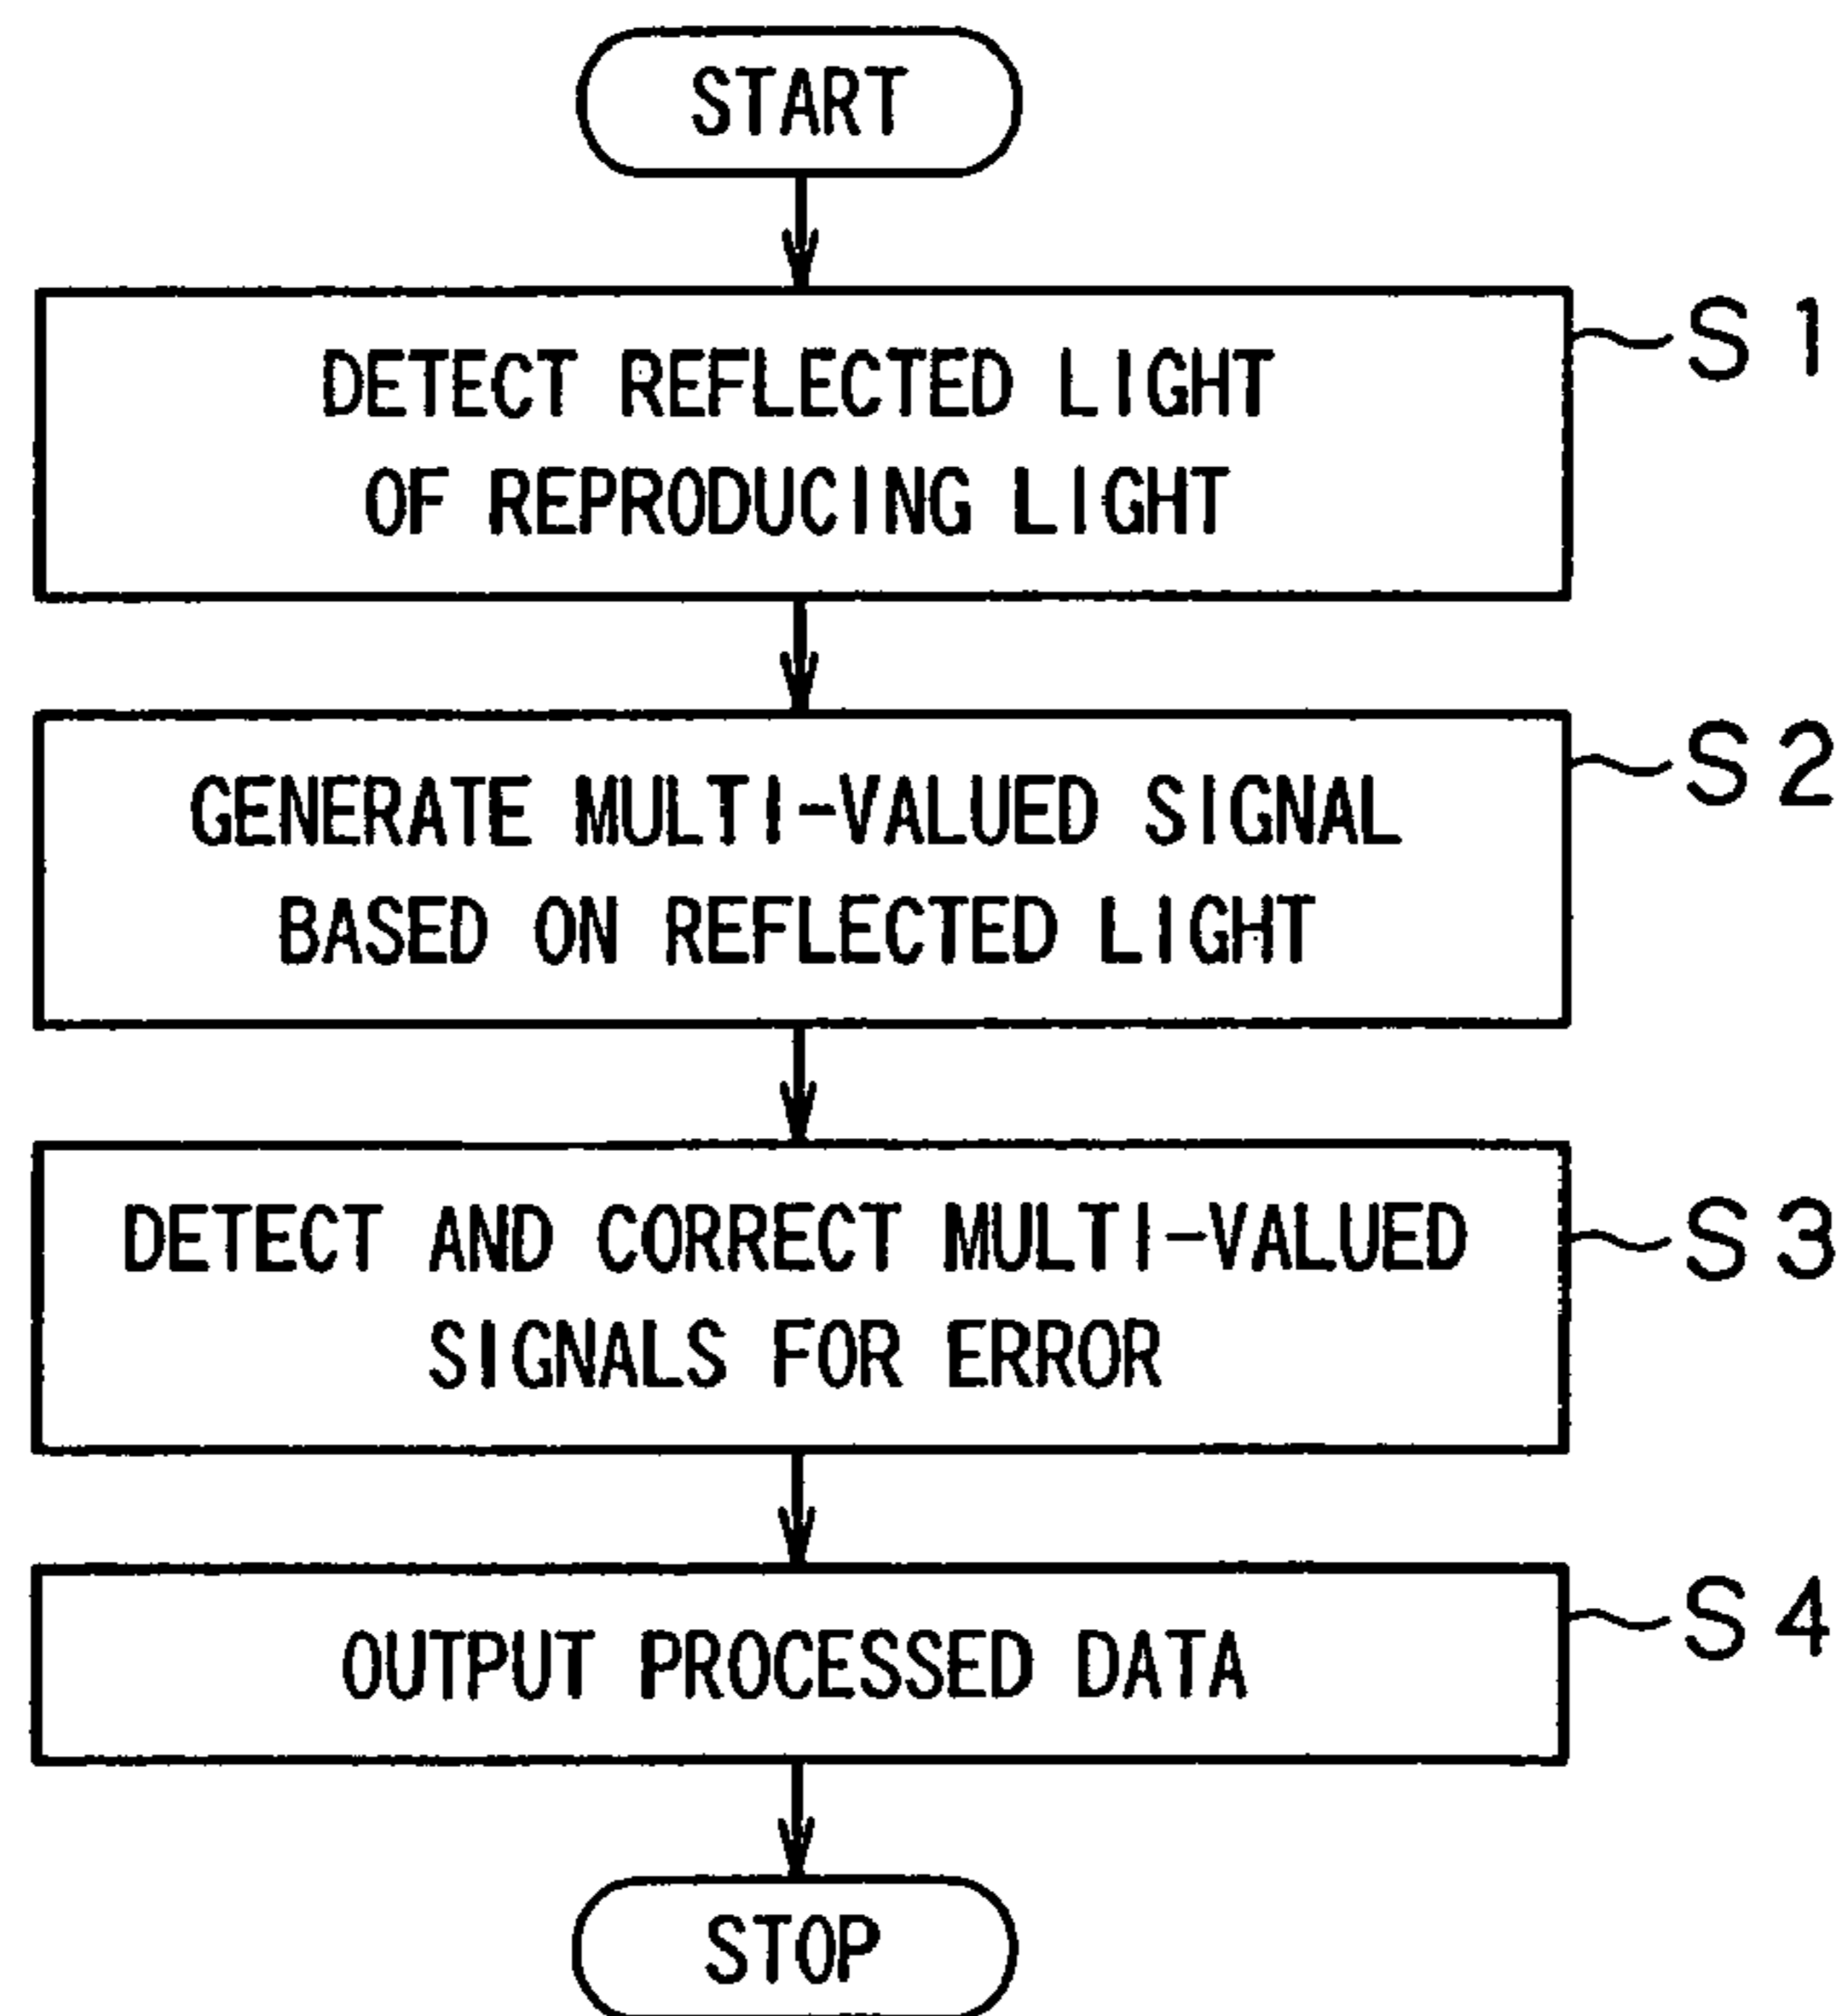 START
DETECT REFLECTED LIGHT
OF REPRODUCING LIGHT
S1
GENERATE MULTI-VALUED SIGNAL
BASED ON REFLECTED LIGHT
S2
DETECT AND CORRECT MULTI-VALUED
SIGNALS FOR ERROR
S3
OUTPUT PROCESSED DATA
S4
STOP